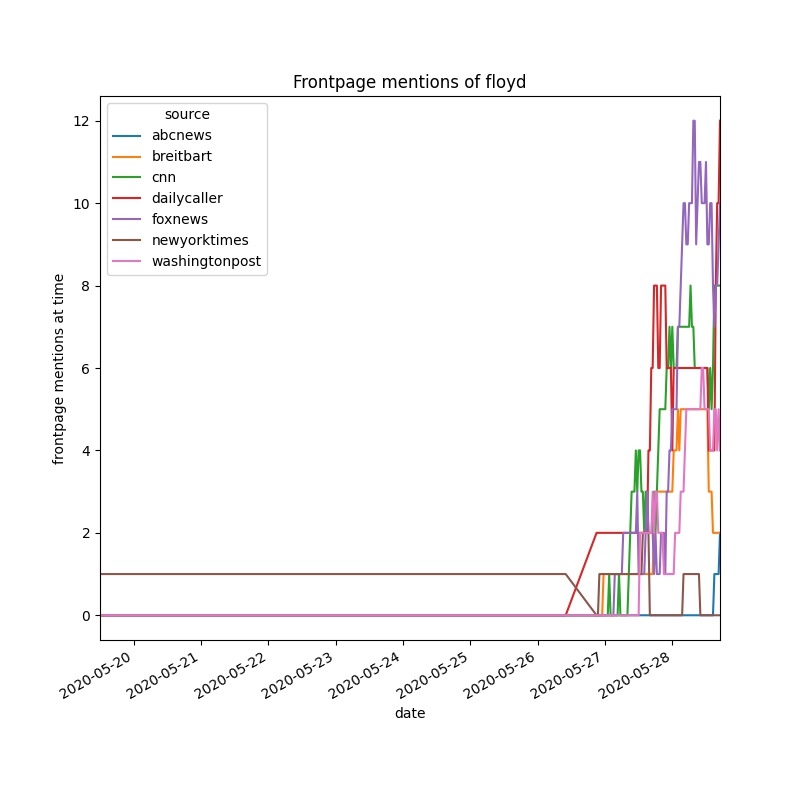 Frontpage mentions of floyd
source
abcnews
breitbart
cnn
dailycaller
foxnews
newyorktimes
washingtonpost
frontpage mentions at time
12
10
8
6
4
2
0
2020-05-20
2020-05-21
2020-05-22
2020-05-23
2020-05-24
2020-05-25
2020-05-26
2020-05-27
2020-05-28
date